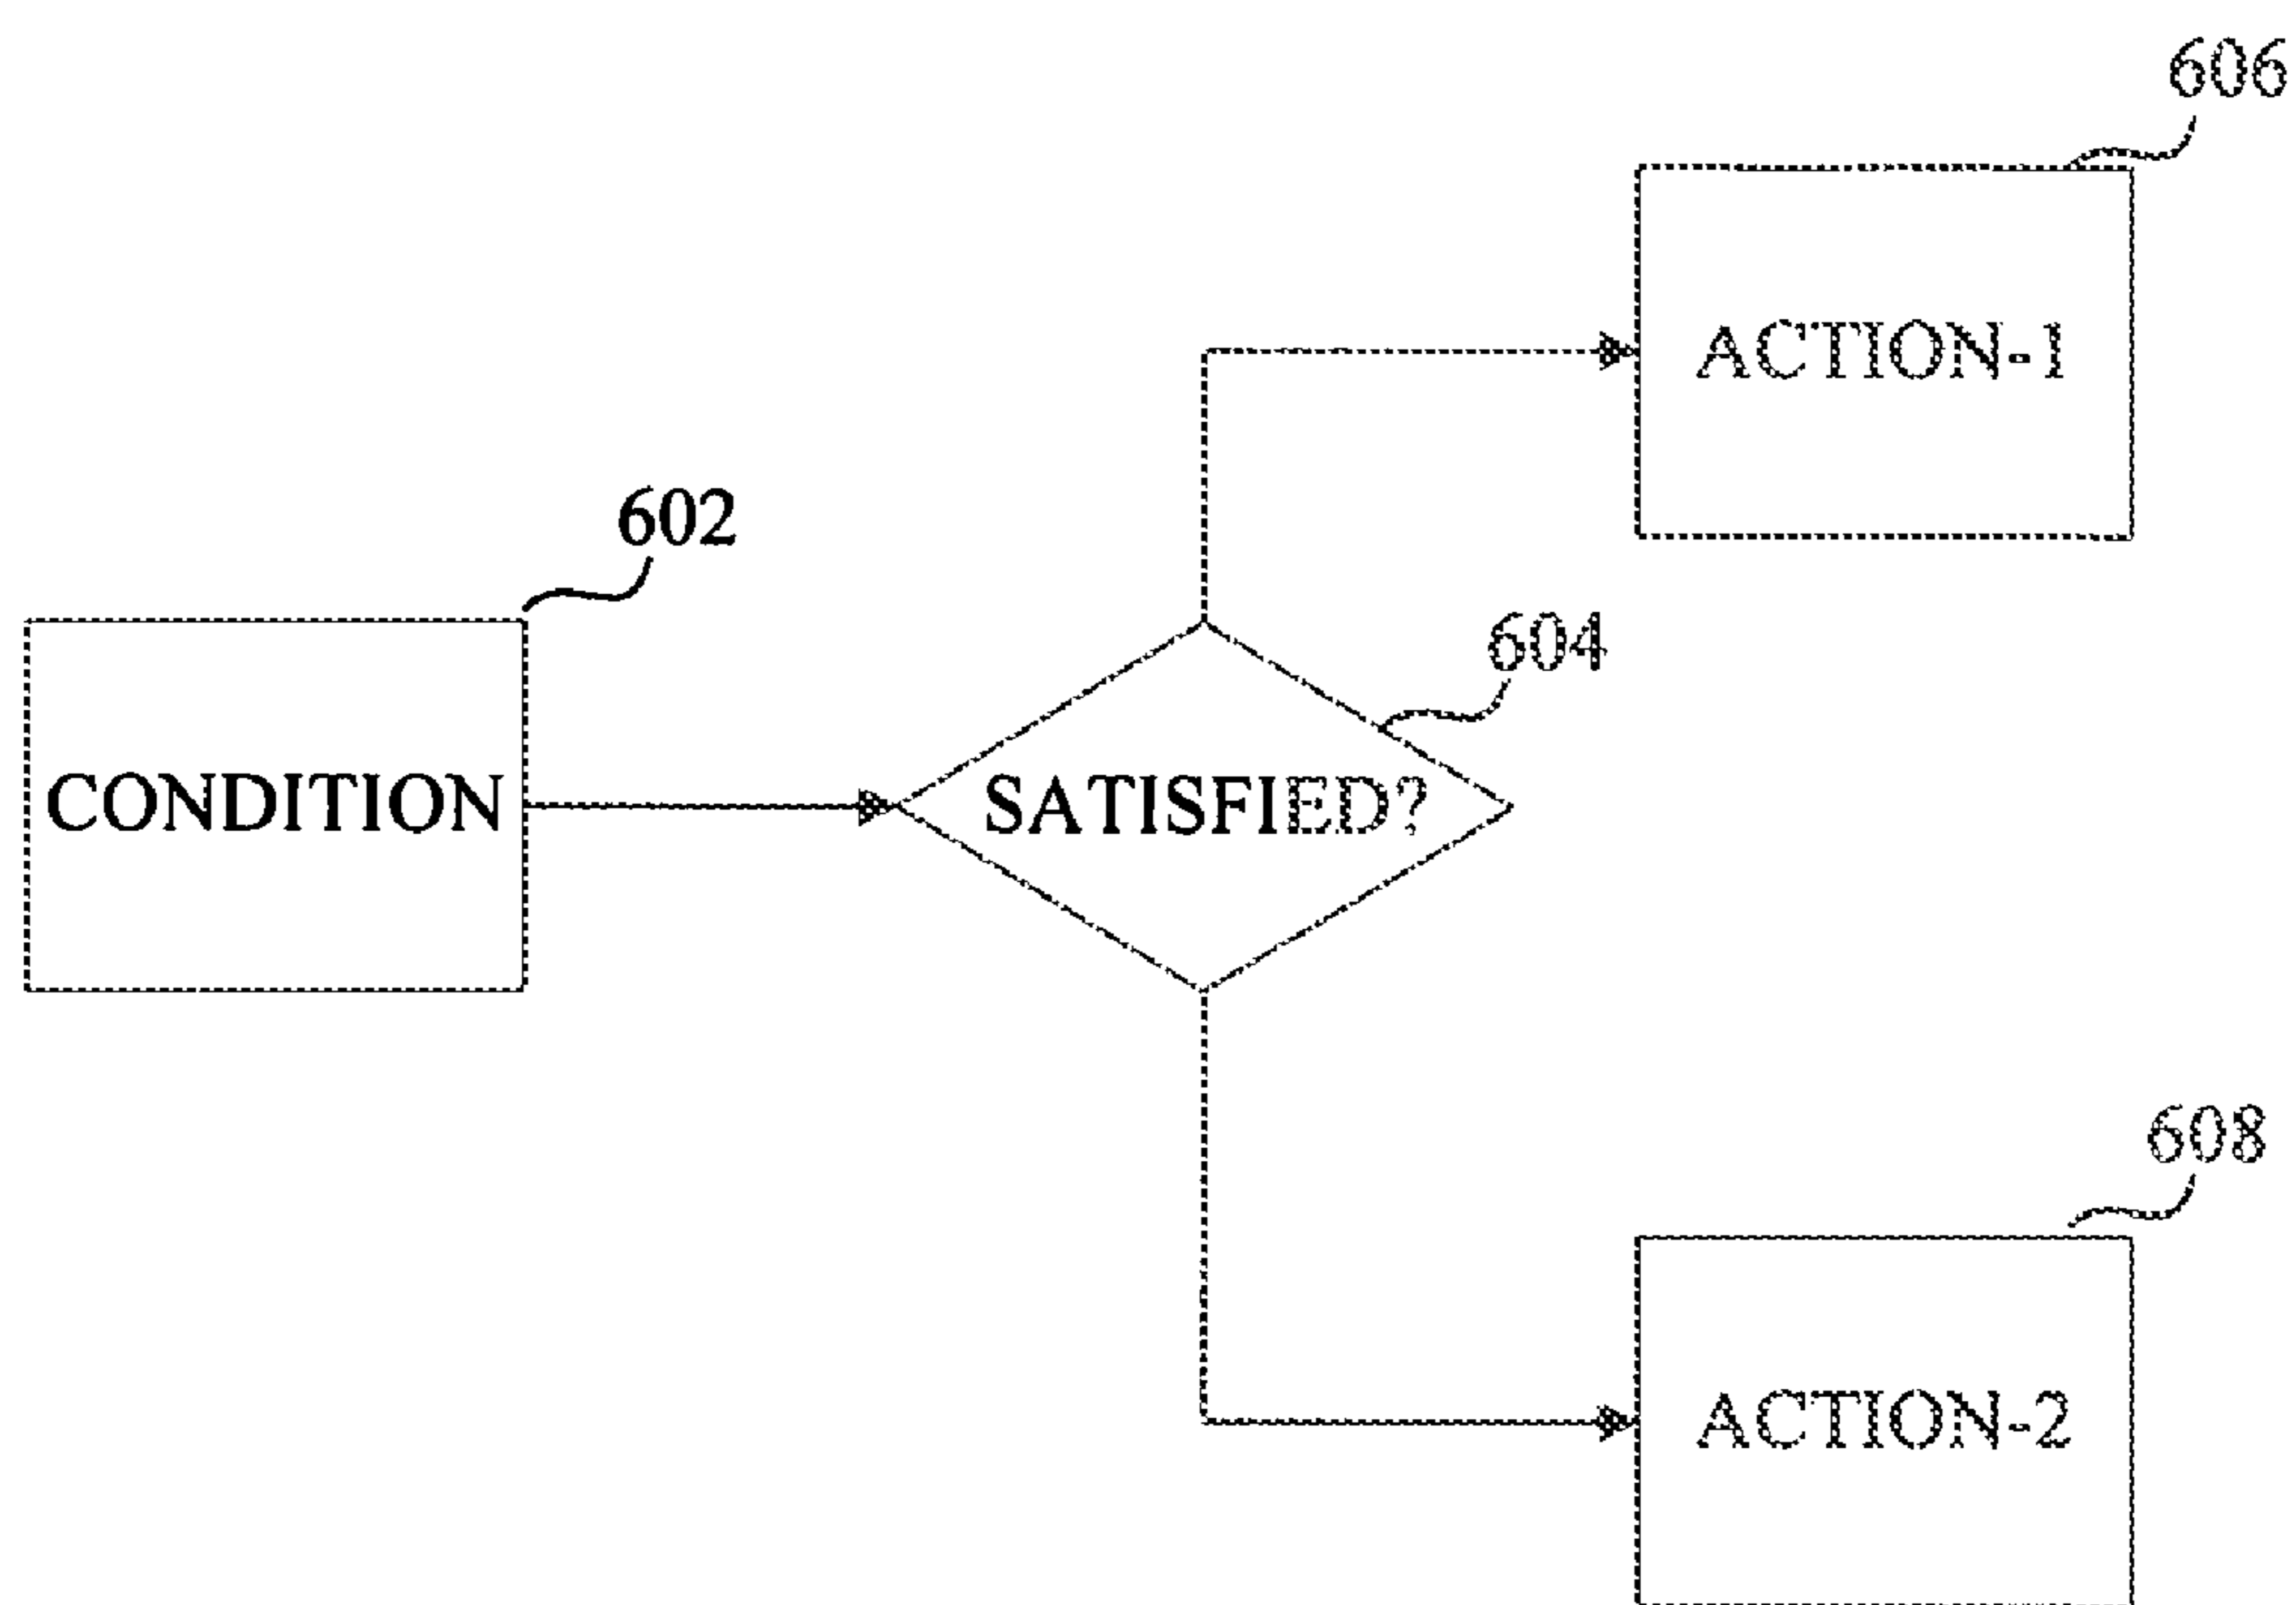 606
ACTION-1
602
604
CONDITION
SATISFIED?
608
ACTION-2